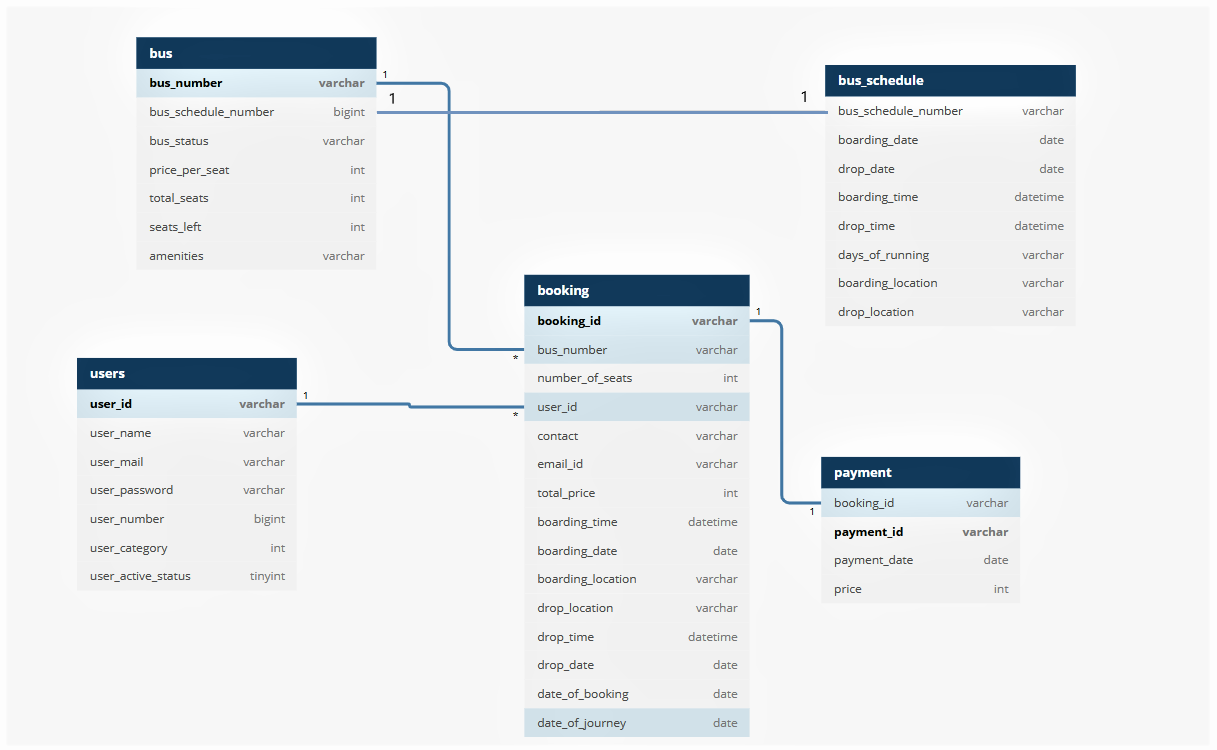 bus
bus_number varchar
bus_schedule_number bigint
bus_status varchar
price_per_seat int
total_seats int
seats_left int
amenities varchar
1
1
1
*
bus_schedule
bus_schedule_number varchar
boarding_date date
drop_date date
boarding_time datetime
drop_time datetime
days_of_running varchar
boarding_location varchar
drop_location varchar
users
user_id varchar
user_name varchar
user_mail varchar
user_password varchar
user_number bigint
user_category int
user_active_status tinyint
1
*
booking
booking_id varchar
bus_number varchar
number_of_seats int
user_id varchar
contact varchar
email_id varchar
total_price int
boarding_time datetime
boarding_date date
boarding_location varchar
drop_location varchar
drop_time datetime
drop_date date
date_of_booking date
date_of_journey date
1
1
payment
booking_id varchar
payment_id varchar
payment_date date
price int